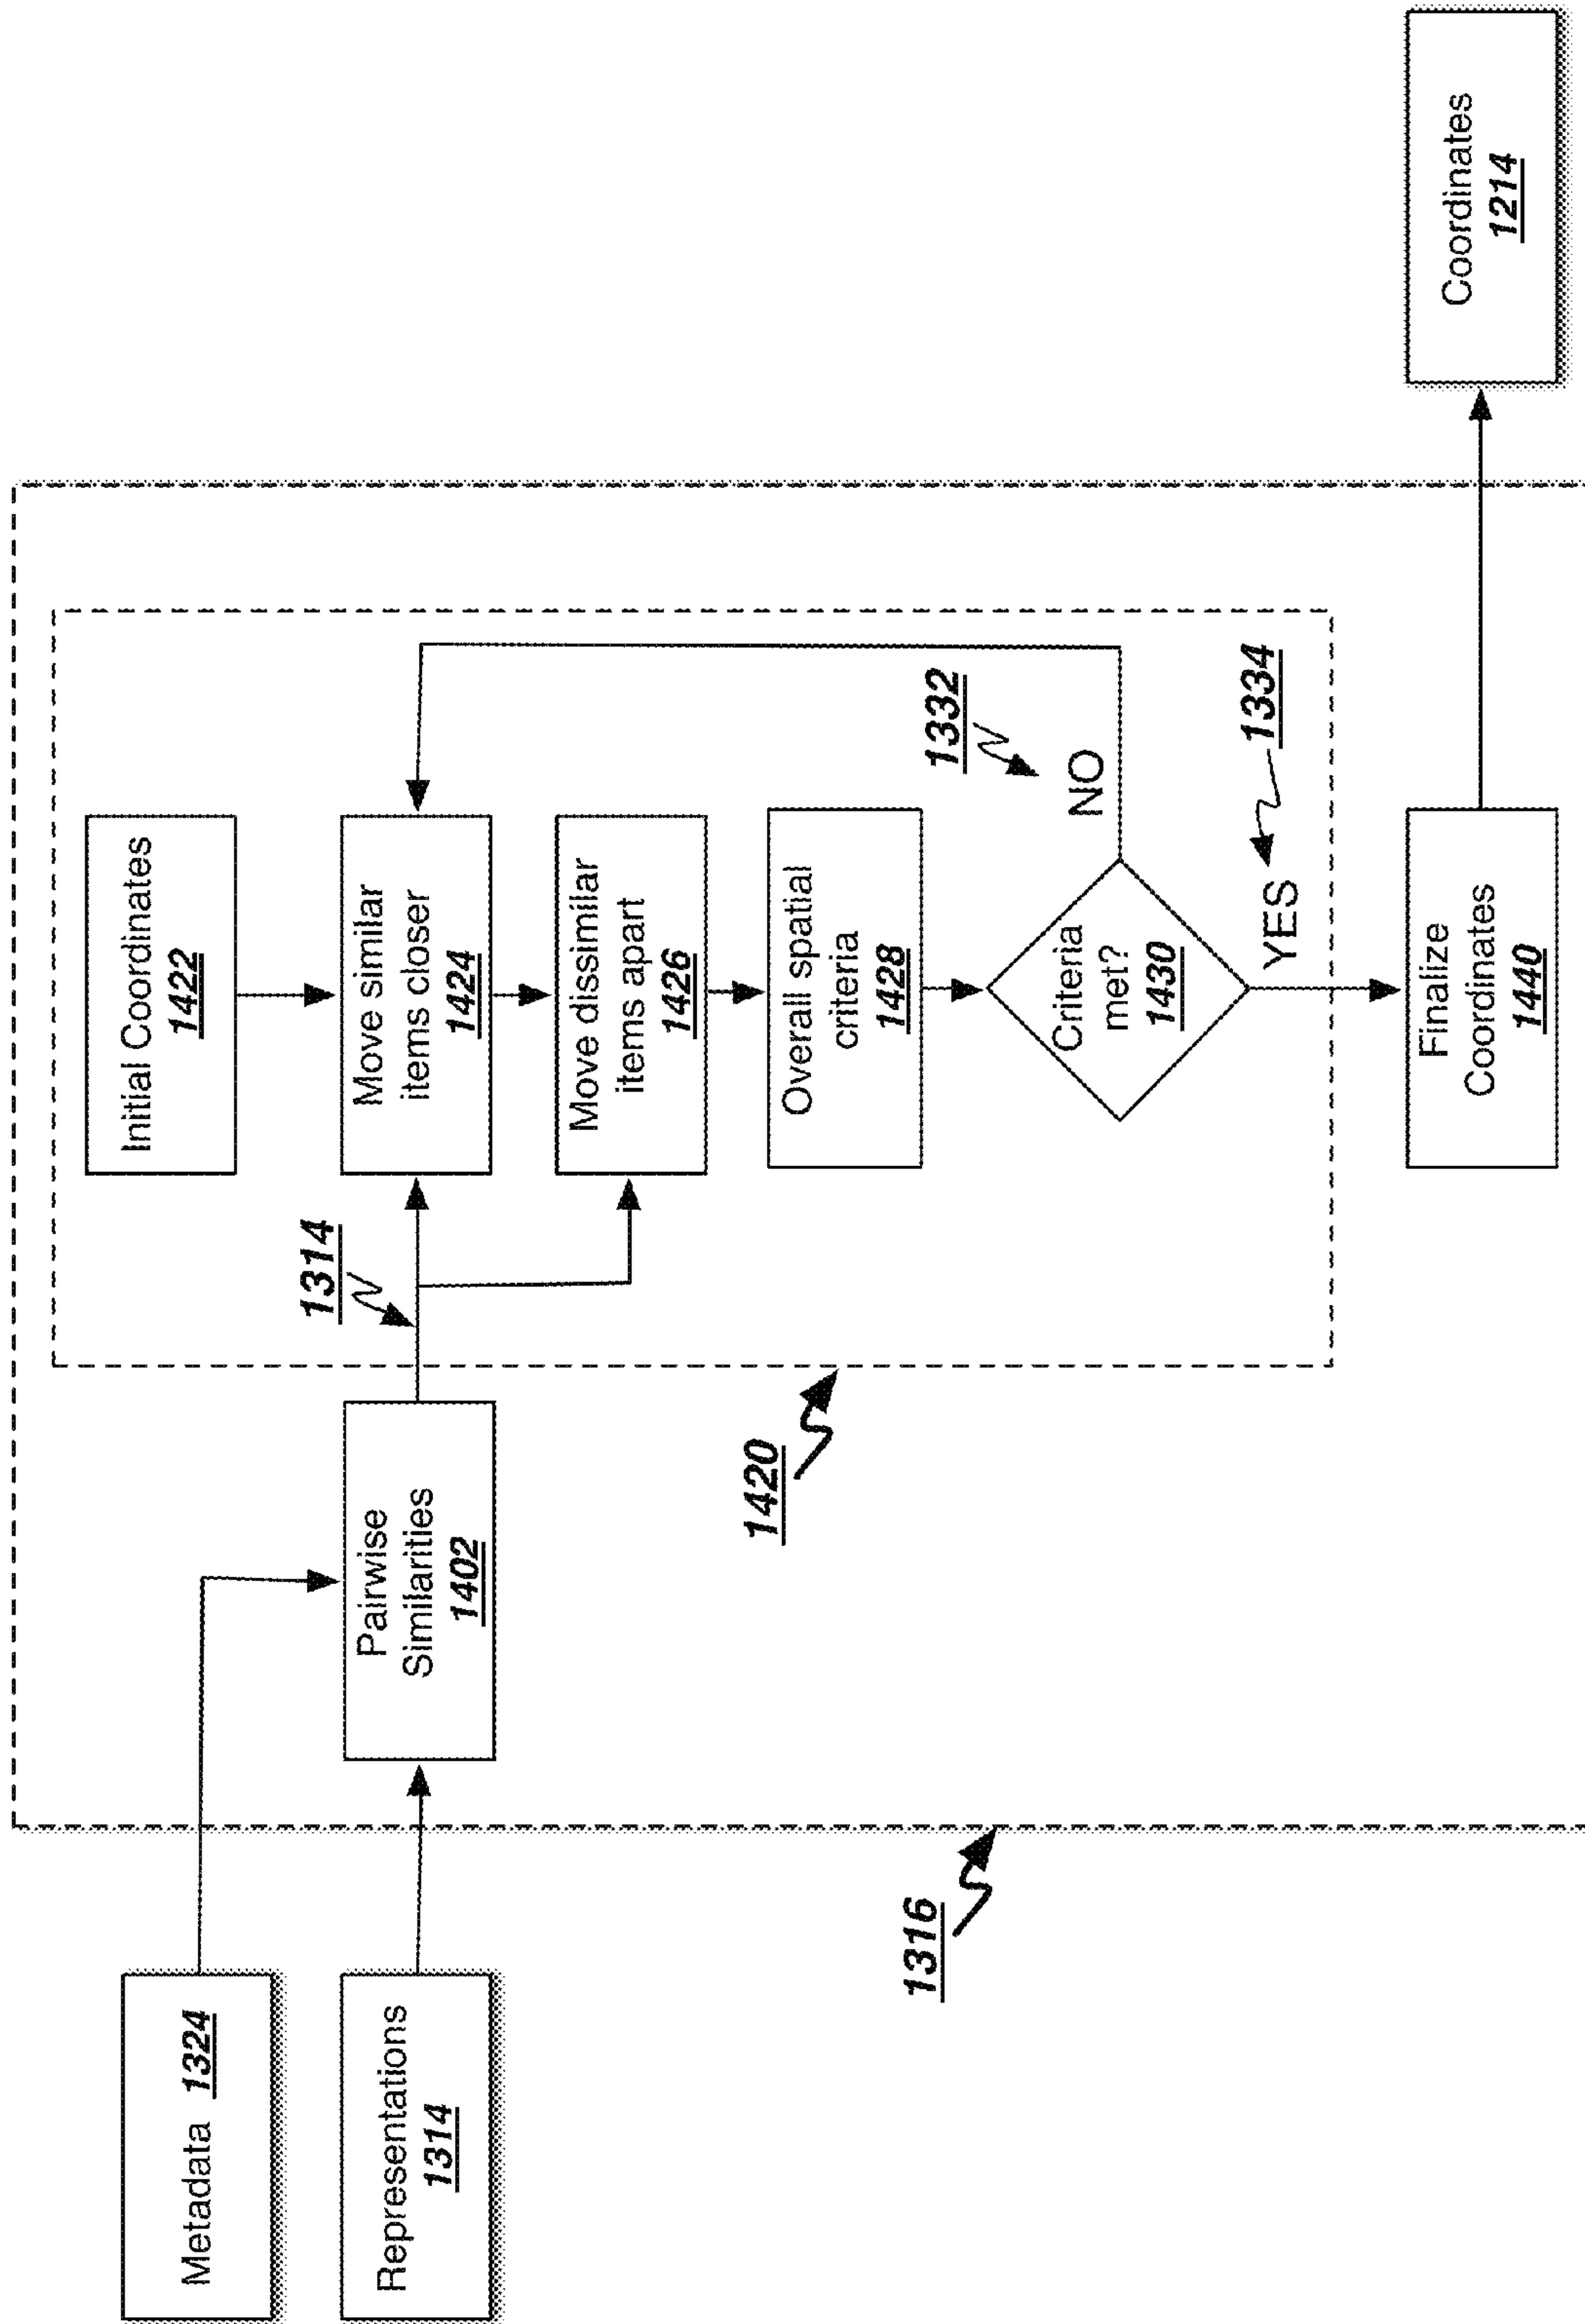 Metadata 1324
Representations
1314
Pairwise
Similarities
1402
1314
Initial Coordinates
1422
Move similar
items closer
1424
Move dissimilar
items apart
1426
Overall spatial
criteria
1428
Criteria
met?
1430
NO
1332
YES
1334
1420
1316
Finalize
Coordinates
1440
Coordinates
1214